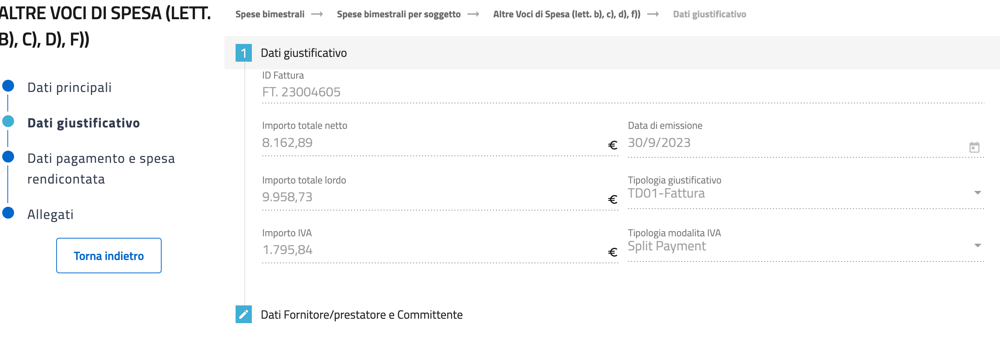 ALTRE VOCI DI SPESA (LETT.
B), C), D), F))
Dati principali
Dati giustificativo
Dati pagamento e spesa
rendicontata
Allegati
Torna indietro
Spese bimestrali → Spese bimestrali per soggetto → Altre Voci di Spesa (lett. b), c), d), f)) → Dati giustificativo
1 Dati giustificativo
ID Fattura
FT. 23004605
Importo totale netto
8.162,89 €
Data di emissione
30/9/2023
Importo totale lordo
9.958,73 €
Tipologia giustificativo
TD01-Fattura
Importo IVA
1.795,84 €
Tipologia modalita IVA
Split Payment
Dati Fornitore/prestatore e Committente